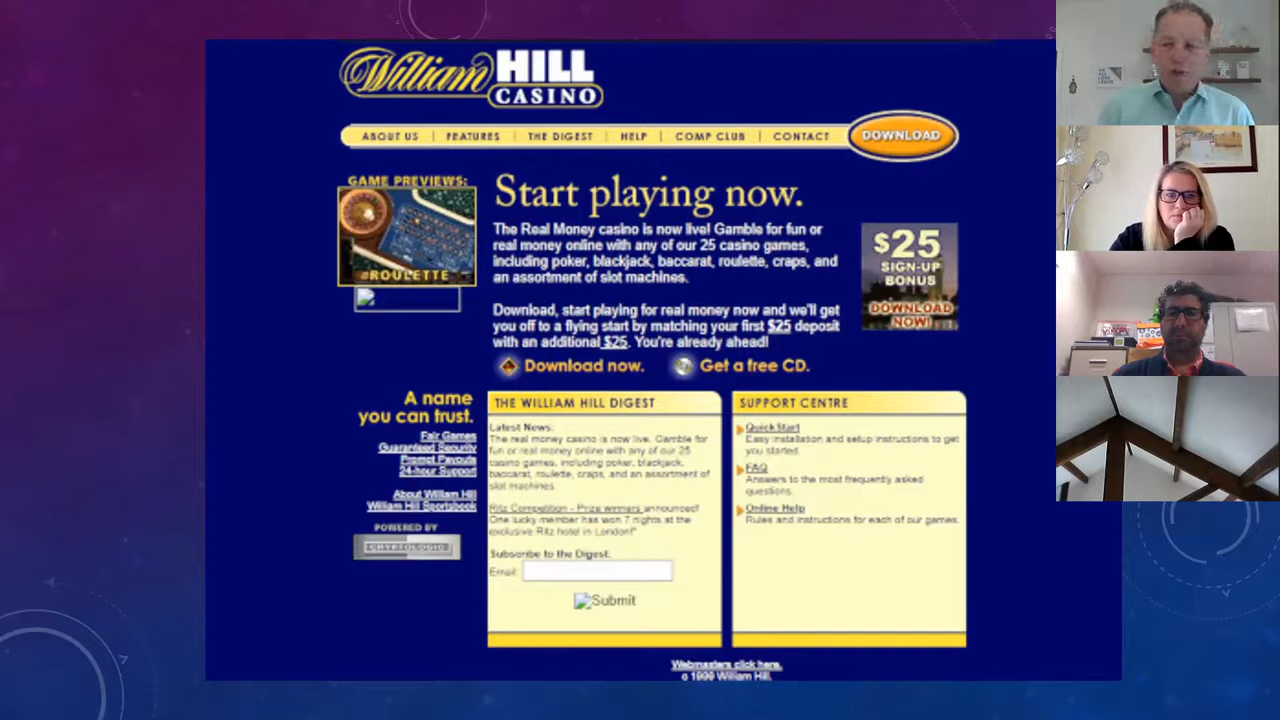 William HILL
CASINO
ABOUT US | FEATURES | THE DIGEST | HELP | COMP CLUB | CONTACT
DOWNLOAD
GAME PREVIEWS:
ROULETTE
Start playing now.
The Real Money casino is now live! Gamble for fun or
real money online with any of our 25 casino games,
including poker, blackjack, baccarat, roulette, craps, and
an assortment of slot machines.
Download, start playing for real money now and we'll get
you off to a flying start by matching your first $25 deposit
with an additional $25. You're already ahead!
Download now.
Get a free CD.
$25
SIGN-UP
BONUS
DOWNLOAD
NOW!
A name
you can trust.
Fair Games
Guaranteed Security
Prompt Payouts
24-hour Support
About William Hill
William Hill Sportsbook
POWERED BY
CRYPTOLOGIC
THE WILLIAM HILL DIGEST
Latest News:
The real money casino is now live. Gamble for
fun or real money online with any of our 25
casino games, including poker, blackjack,
baccarat, roulette, craps, and an assortment of
slot machines.
Ritz Competition - Prize winners announced!
One lucky member has won 7 nights at the
exclusive Ritz hotel in London!"
Subscribe to the Digest:
Email:
Submit
SUPPORT CENTRE
Quick Start
Easy installation and setup instructions to get
you started.
FAQ
Answers to the most frequently asked
questions.
Online Help
Rules and instructions for each of our games.
Webmasters click here.
© 1999 William Hill.